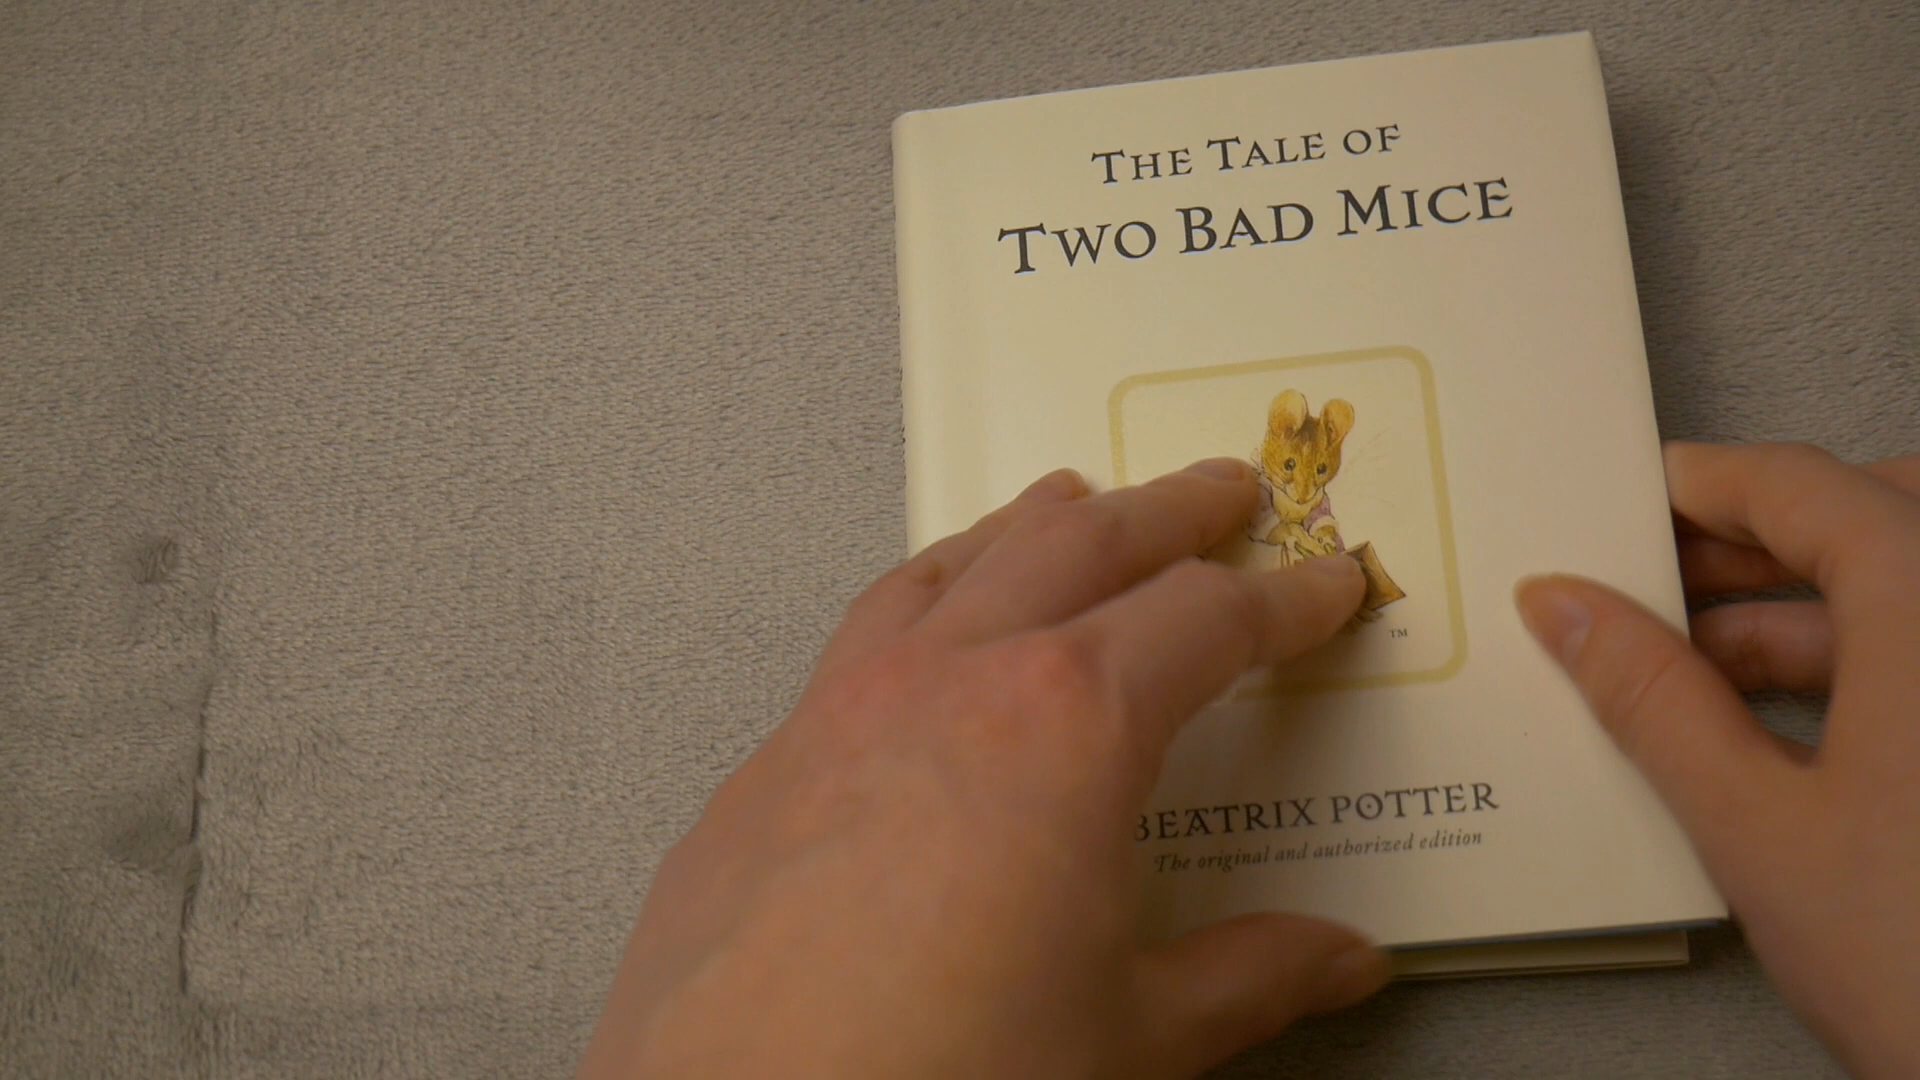 THE TALE OF
TWO BAD MICE
TM
BEATRIX POTTER
The original and authorized edition